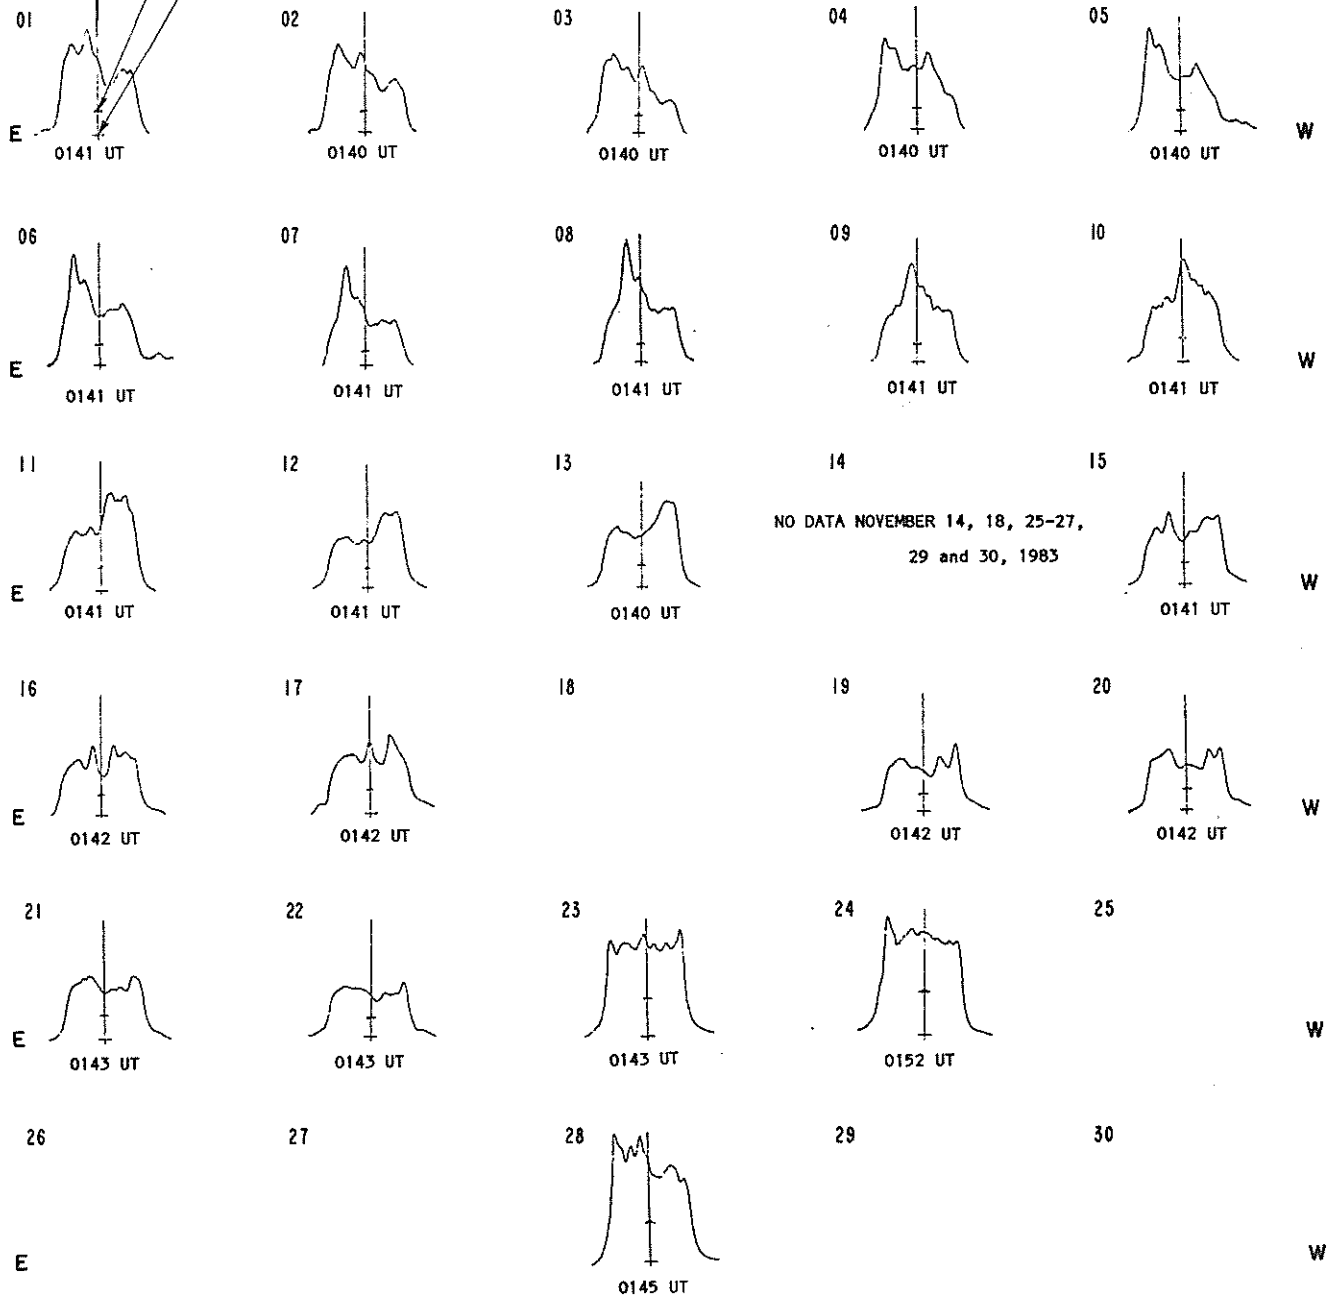 01 02 03 04 05
E W
0141 UT 0140 UT 0140 UT 0140 UT 0140 UT
06 07 08 09 10
E W
0141 UT 0141 UT 0141 UT 0141 UT 0141 UT
11 12 13 14 15
NO DATA NOVEMBER 14, 18, 25-27,
29 and 30, 1983
E W
0141 UT 0141 UT 0140 UT 0141 UT
16 17 18 19 20
E W
0142 UT 0142 UT 0142 UT 0142 UT
21 22 23 24 25
E W
0143 UT 0143 UT 0143 UT 0152 UT
26 27 28 29 30
E W
0145 UT